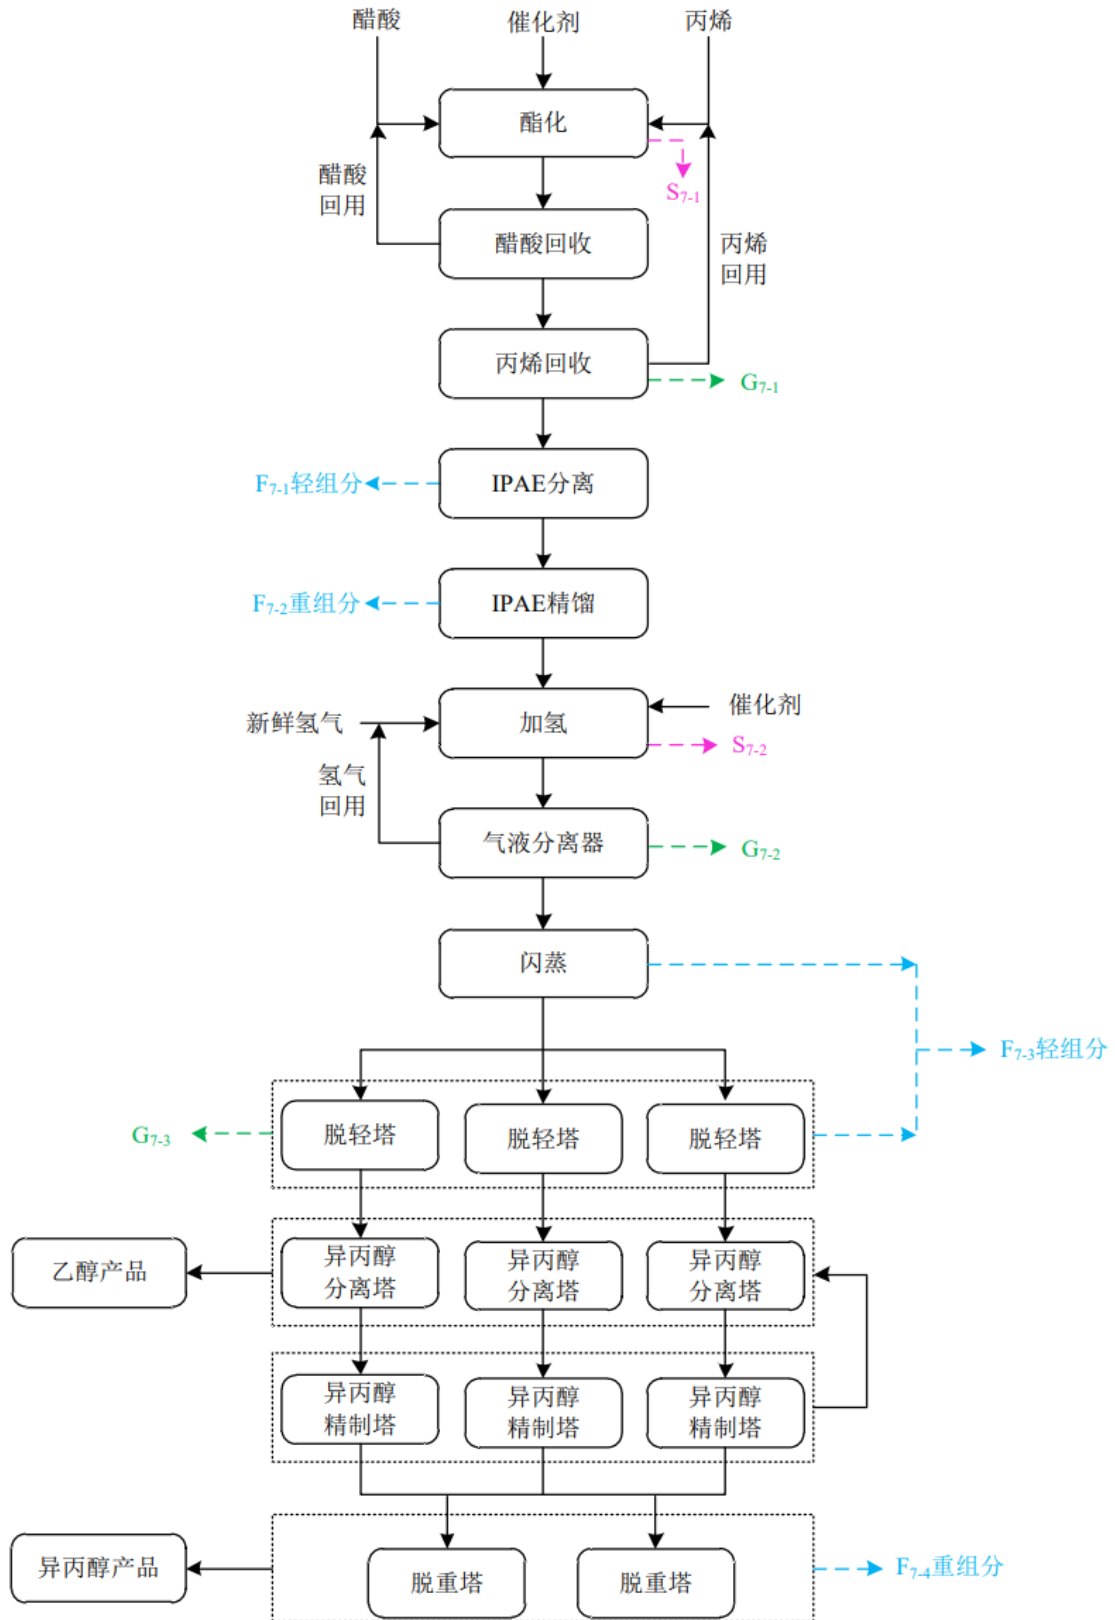 醋酸
催化剂
丙烯
酯化
S7-1
醋酸
回用
醋酸回收
丙烯
回用
丙烯回收
G7-1
F7-1轻组分
IPAE分离
F7-2重组分
IPAE精馏
新鲜氢气
加氢
催化剂
S7-2
氢气
回用
气液分离器
G7-2
闪蒸
F7-3轻组分
G7-3
脱轻塔
脱轻塔
脱轻塔
乙醇产品
异丙醇
分离塔
异丙醇
分离塔
异丙醇
分离塔
异丙醇
精制塔
异丙醇
精制塔
异丙醇
精制塔
异丙醇产品
脱重塔
脱重塔
F7-4重组分